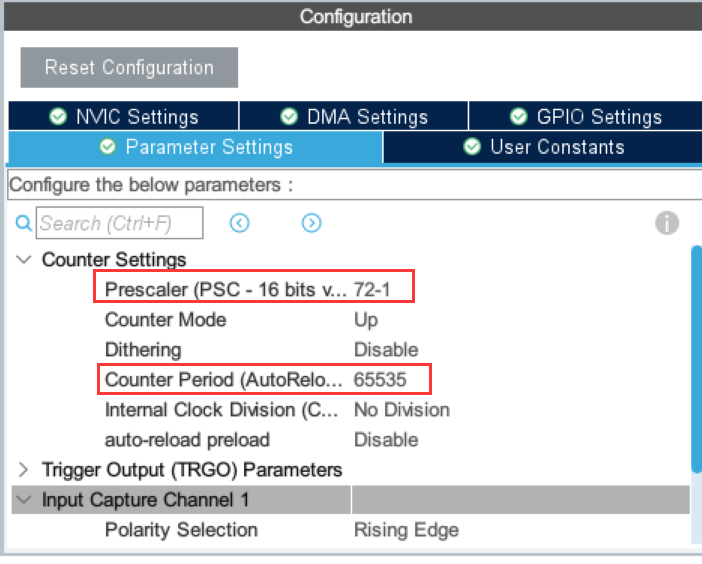 Configuration
Reset Configuration
NVIC Settings DMA Settings GPIO Settings
Parameter Settings User Constants
Configure the below parameters :
Search (Ctrl+F)
Counter Settings
Prescaler (PSC - 16 bits v... 72-1
Counter Mode Up
Dithering Disable
Counter Period (AutoRelo... 65535
Internal Clock Division (C... No Division
auto-reload preload Disable
Trigger Output (TRGO) Parameters
Input Capture Channel 1
Polarity Selection Rising Edge